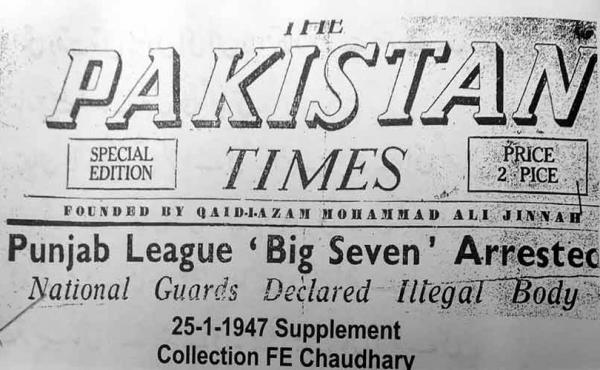 THE
PAKISTAN
SPECIAL
EDITION
TIMES
PRICE
2 PICE
FOUNDED BY QAID-I-AZAM MOHAMMAD ALI JINNAH
Punjab League ‘Big Seven’ Arrested
National Guards Declared Illegal Body
25-1-1947 Supplement
Collection FE Chaudhary